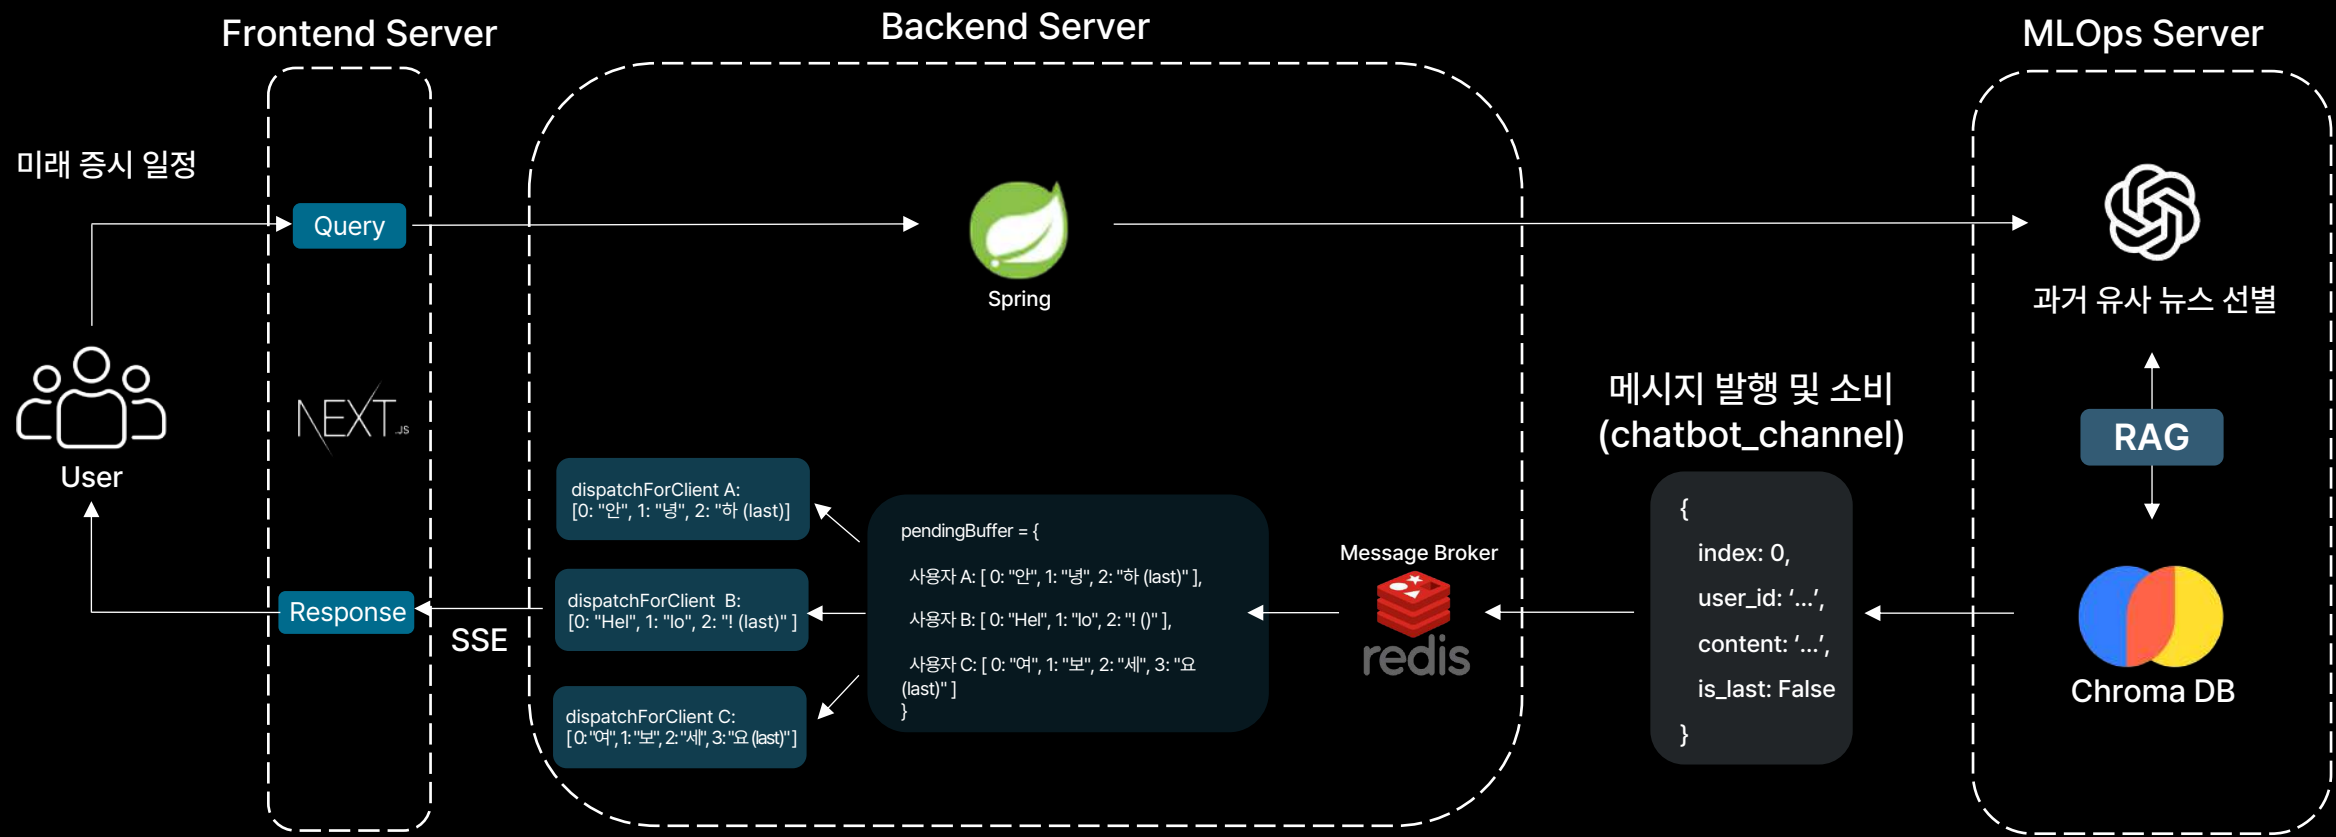 Frontend Server
Backend Server
MLOps Server
미래 증시 일정
Query
Spring
과거 유사 뉴스 선별
User
NEXT.JS
메시지 발행 및 소비
(chatbot_channel)
RAG
dispatchForClient A:
[0: "안", 1: "녕", 2: "하 (last)]
dispatchForClient  B:
[0: "Hel", 1: "lo", 2: "! (last)" ]
dispatchForClient C:
[ 0: "여", 1: "보", 2: "세", 3: "요 (last)" ]
pendingBuffer = {
사용자 A: [ 0: "안", 1: "녕", 2: "하 (last)" ],
사용자 B: [ 0: "Hel", 1: "lo", 2: "! ()" ],
사용자 C: [ 0: "여", 1: "보", 2: "세", 3: "요
(last)" ]
}
Message Broker
redis
{
index: 0,
user_id: ‘...’,
content: ‘...’,
is_last: False
}
Chroma DB
Response
SSE